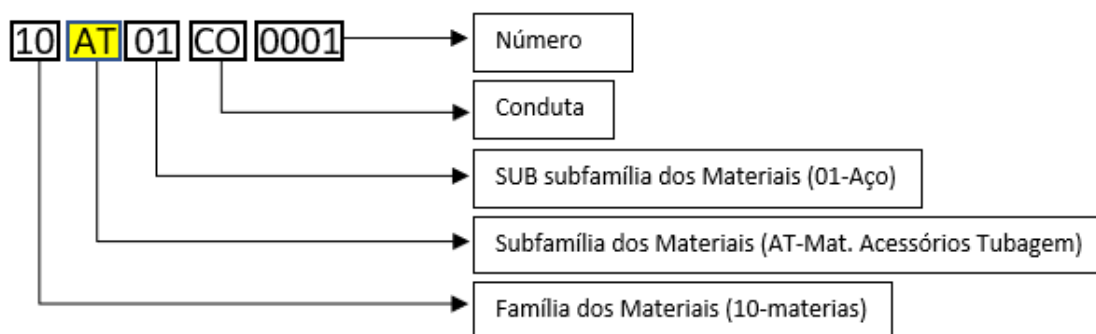 10 AT 01 CO 0001
Número
Conduta
SUB subfamília dos Materiais (01-Aço)
Subfamília dos Materiais (AT-Mat. Acessórios Tubagem)
Família dos Materiais (10-materias)